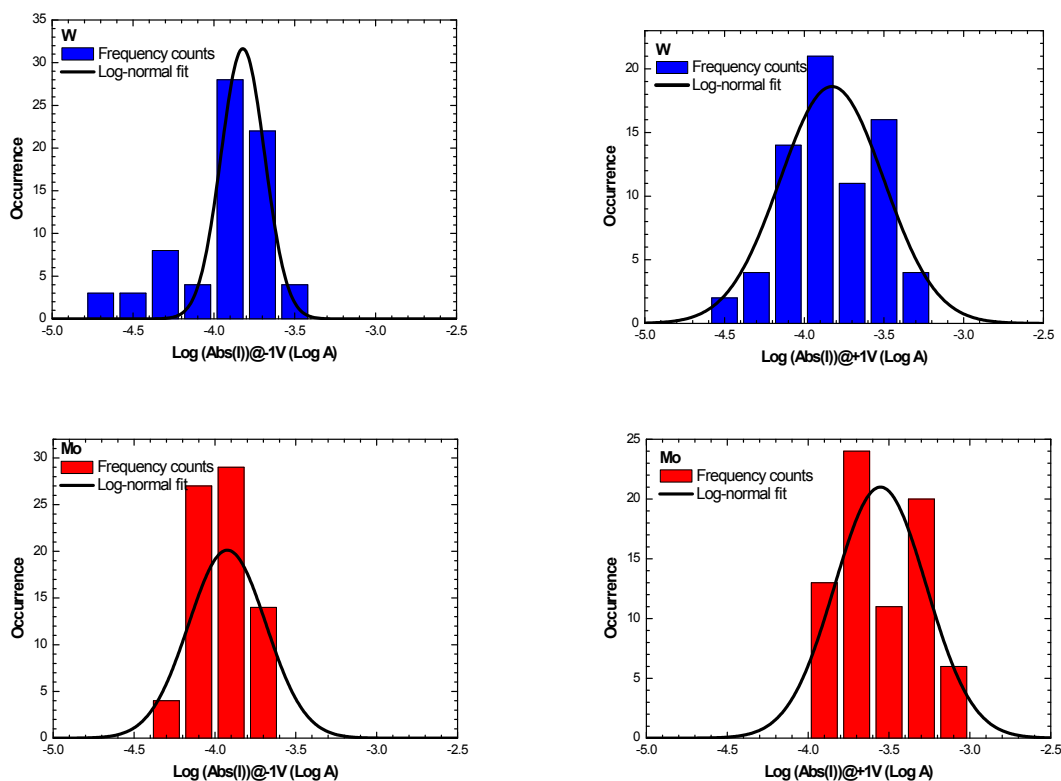 35
30
25
20
15
10
5
0
Occurrence
W
Frequency counts
Log-normal fit
-5.0 -4.5 -4.0 -3.5 -3.0 -2.5
Log (Abs(I))@-1V (Log A)
20
15
10
5
0
Occurrence
W
Frequency counts
Log-normal fit
-5.0 -4.5 -4.0 -3.5 -3.0 -2.5
Log (Abs(I))@+1V (Log A)
30
25
20
15
10
5
0
Occurrence
Mo
Frequency counts
Log-normal fit
-5.0 -4.5 -4.0 -3.5 -3.0 -2.5
Log (Abs(I))@-1V (Log A)
25
20
15
10
5
0
Occurrence
Mo
Frequency counts
Log-normal fit
-5.0 -4.5 -4.0 -3.5 -3.0 -2.5
Log (Abs(I))@+1V (Log A)